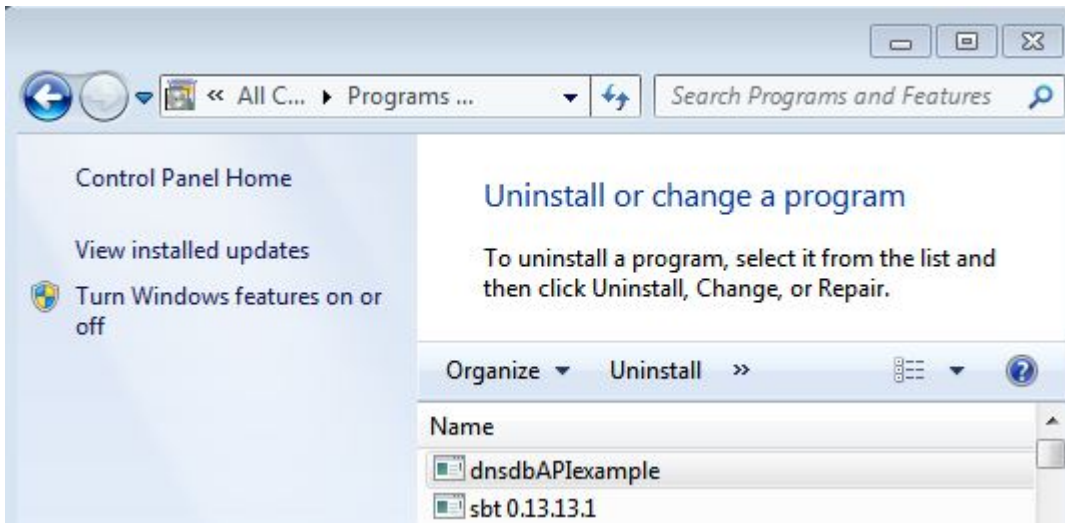 « All C... ▸ Programs ...
Search Programs and Features
Control Panel Home
Uninstall or change a program
View installed updates
To uninstall a program, select it from the list and
then click Uninstall, Change, or Repair.
Turn Windows features on or
off
Organize
Uninstall »
Name
dnsdbAPIexample
sbt 0.13.13.1